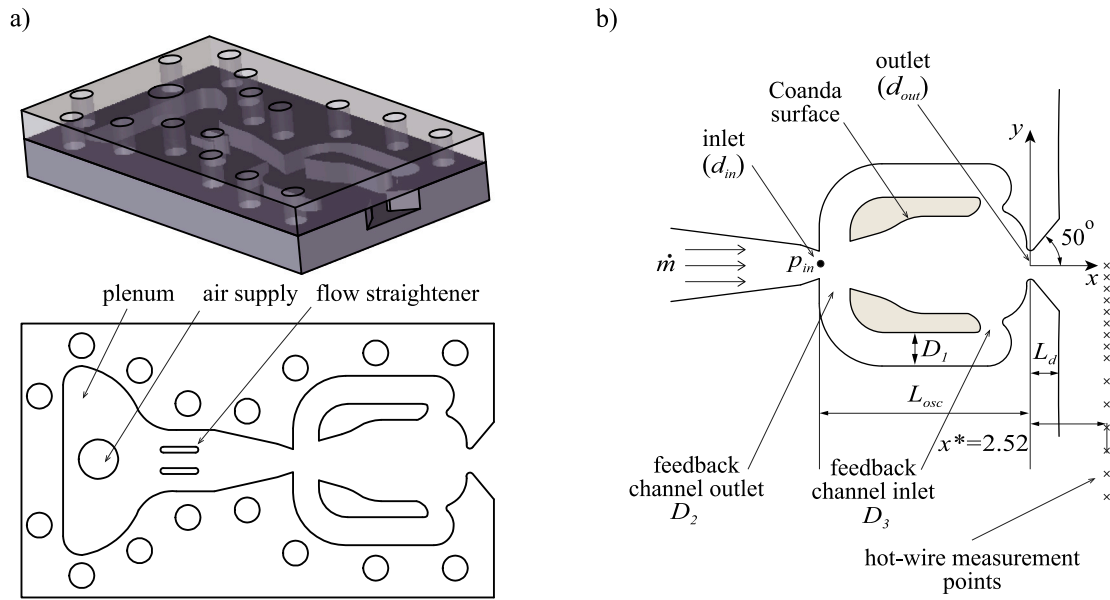 a)
plenum
air supply
flow straightener
b)
outlet
(d_out)
Coanda
surface
inlet
(d_in)
y
50°
ṁ
p_in
x
D_1
L_d
L_osc
x*=2.52
feedback
channel outlet
D_2
feedback
channel inlet
D_3
hot-wire measurement
points